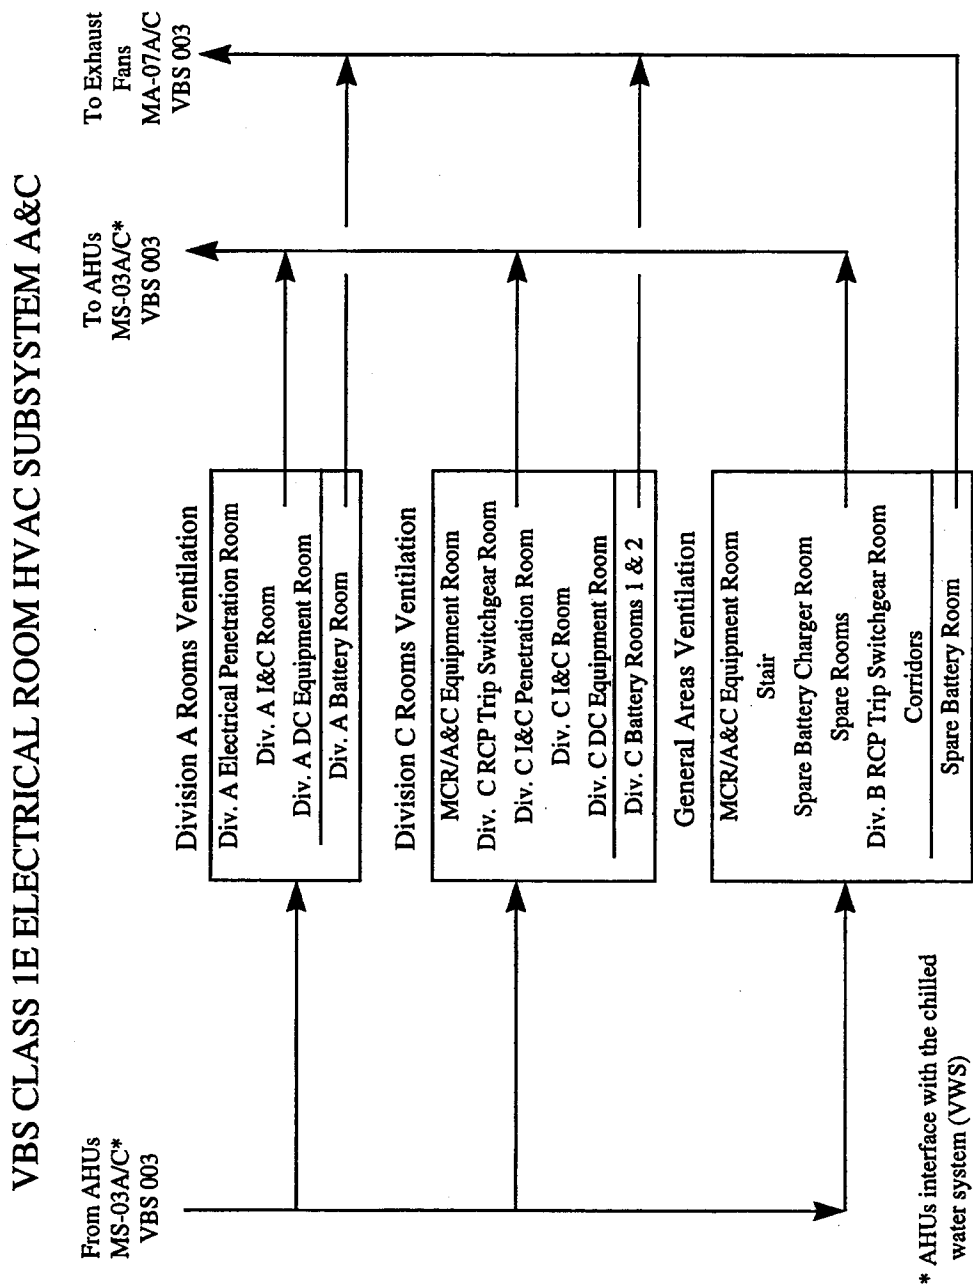 VBS CLASS 1E ELECTRICAL ROOM HVAC SUBSYSTEM A&C
From AHUs
MS-03A/C*
VBS 003
To AHUs
MS-03A/C*
VBS 003
To Exhaust
Fans
MA-07A/C
VBS 003
Division A Rooms Ventilation
Div. A Electrical Penetration Room
Div. A I&C Room
Div. A DC Equipment Room
Div. A Battery Room
Division C Rooms Ventilation
MCR/A&C Equipment Room
Div. C RCP Trip Switchgear Room
Div. C I&C Penetration Room
Div. C I&C Room
Div. C DC Equipment Room
Div. C Battery Rooms 1 & 2
General Areas Ventilation
MCR/A&C Equipment Room
Stair
Spare Battery Charger Room
Spare Rooms
Div. B RCP Trip Switchgear Room
Corridors
Spare Battery Room
* AHUs interface with the chilled
water system (VWS)